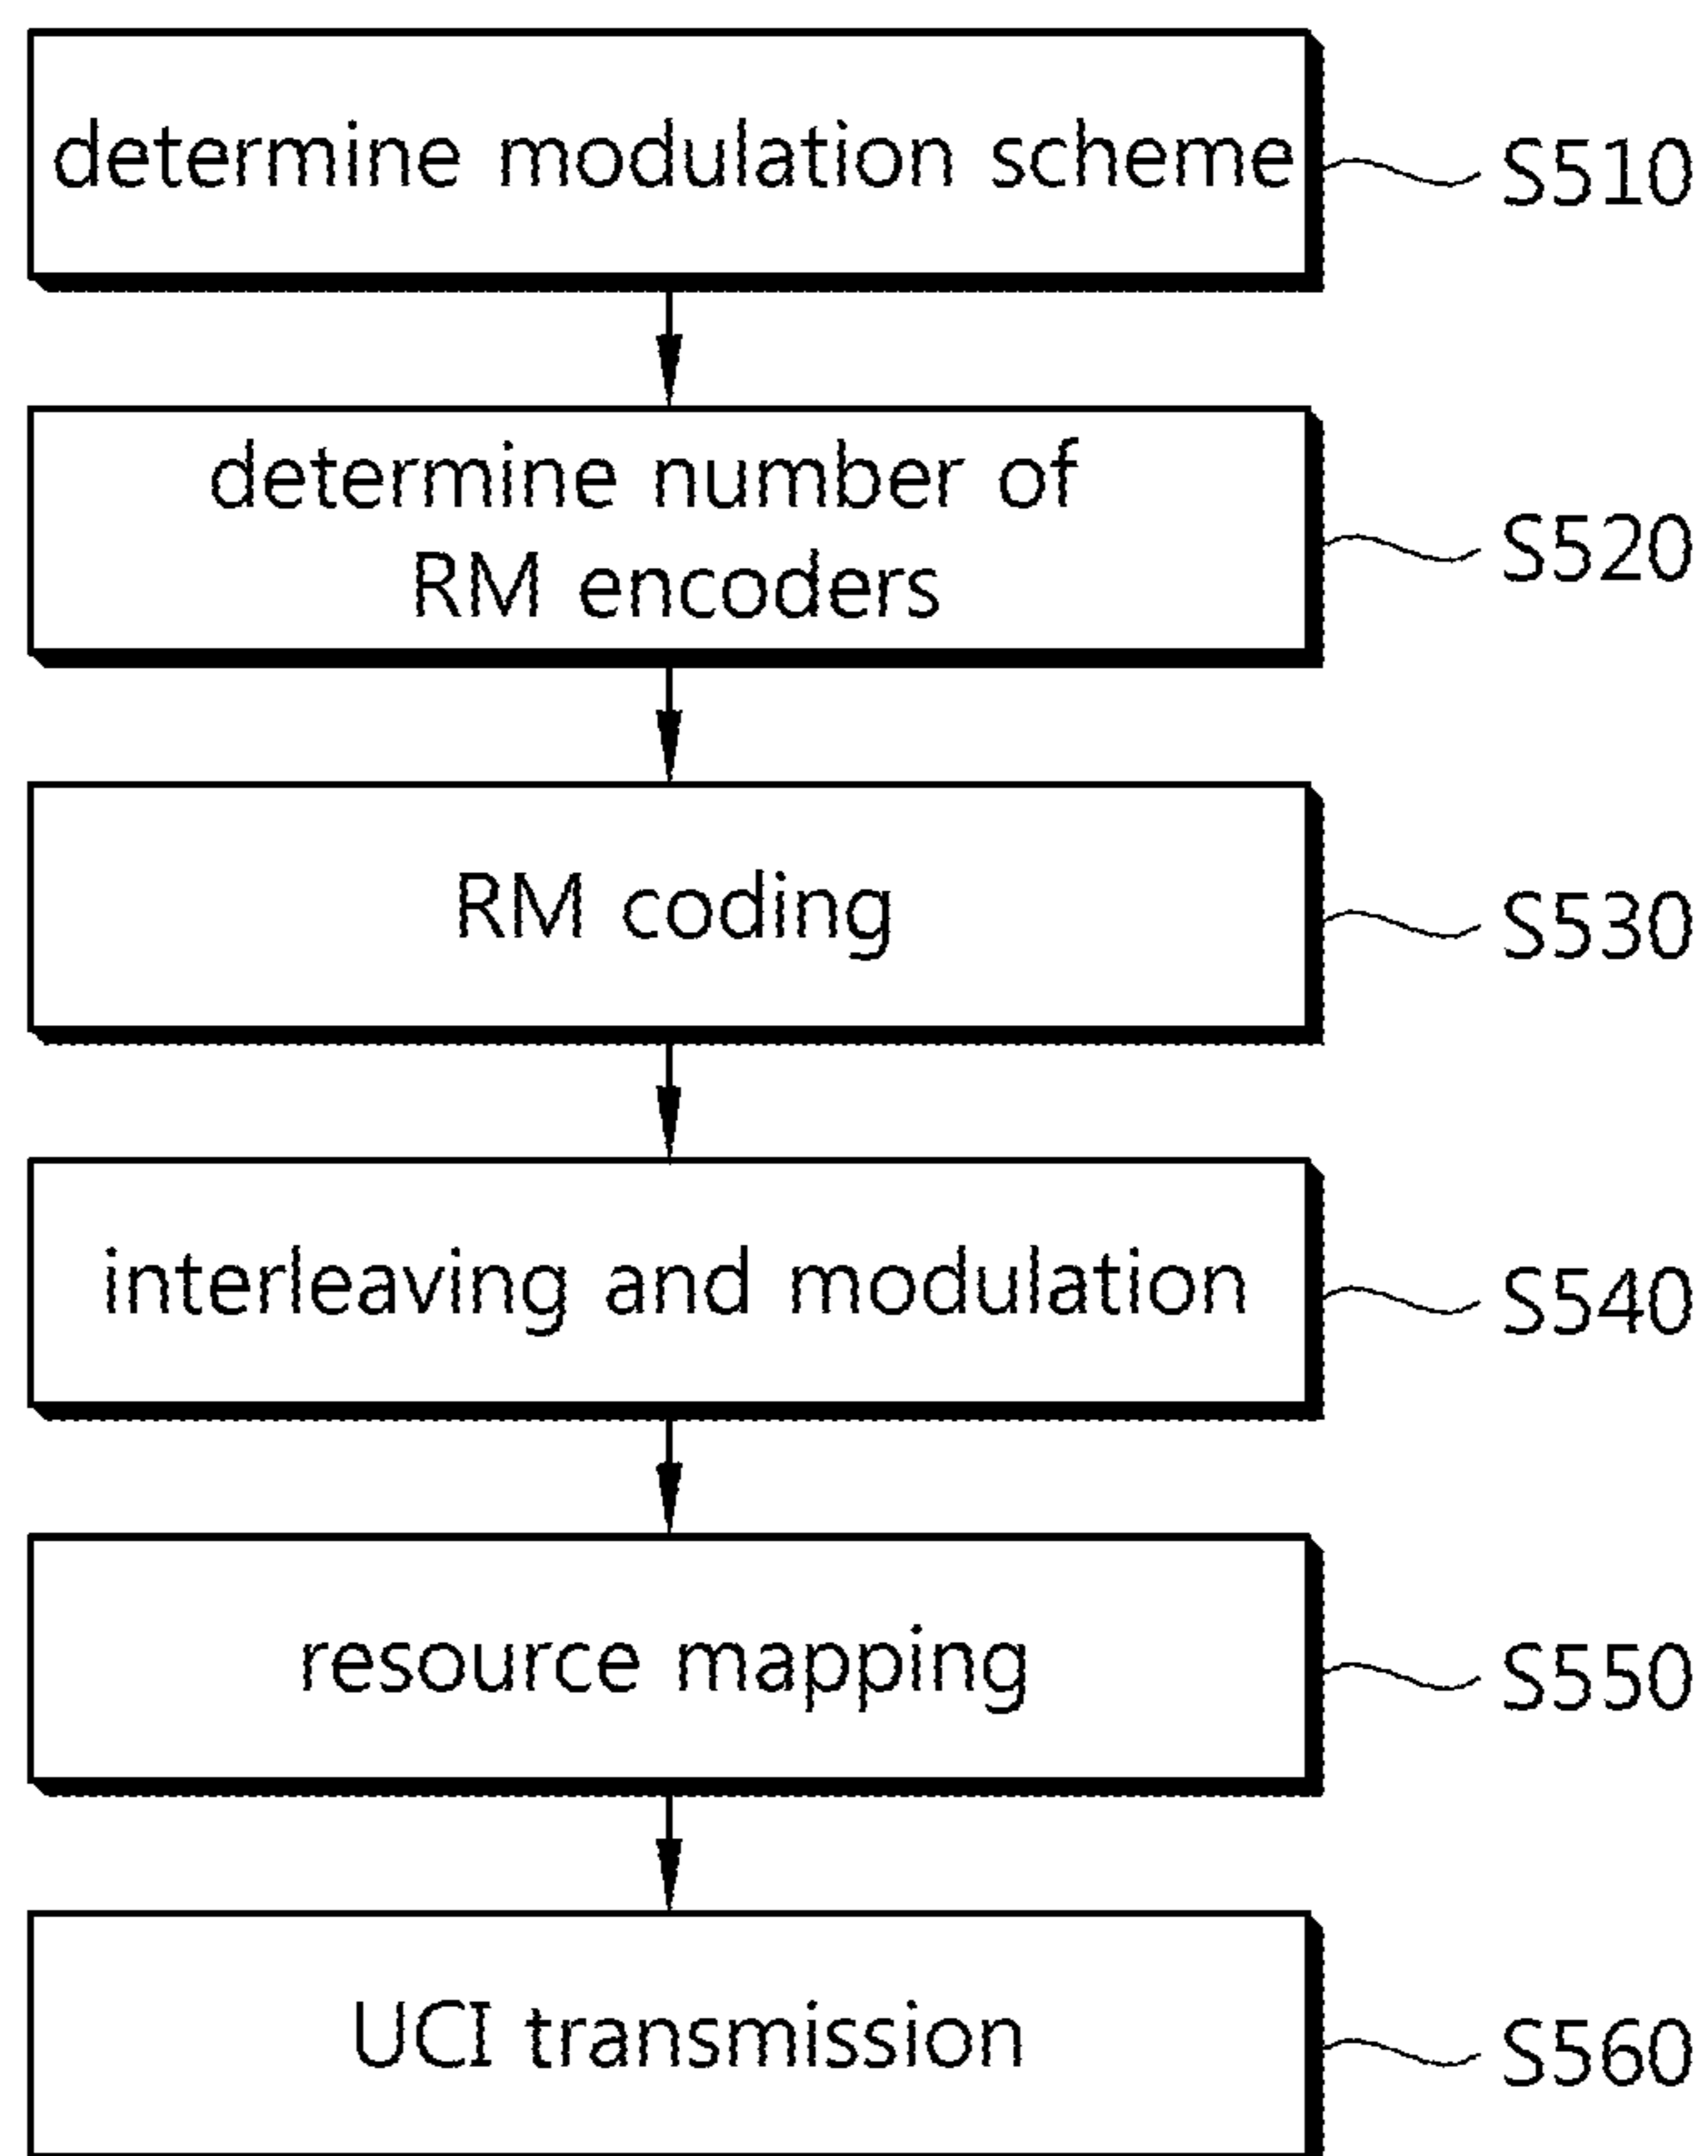 determine modulation scheme
S510
determine number of
RM encoders
S520
RM coding
S530
interleaving and modulation
S540
resource mapping
S550
UCI transmission
S560